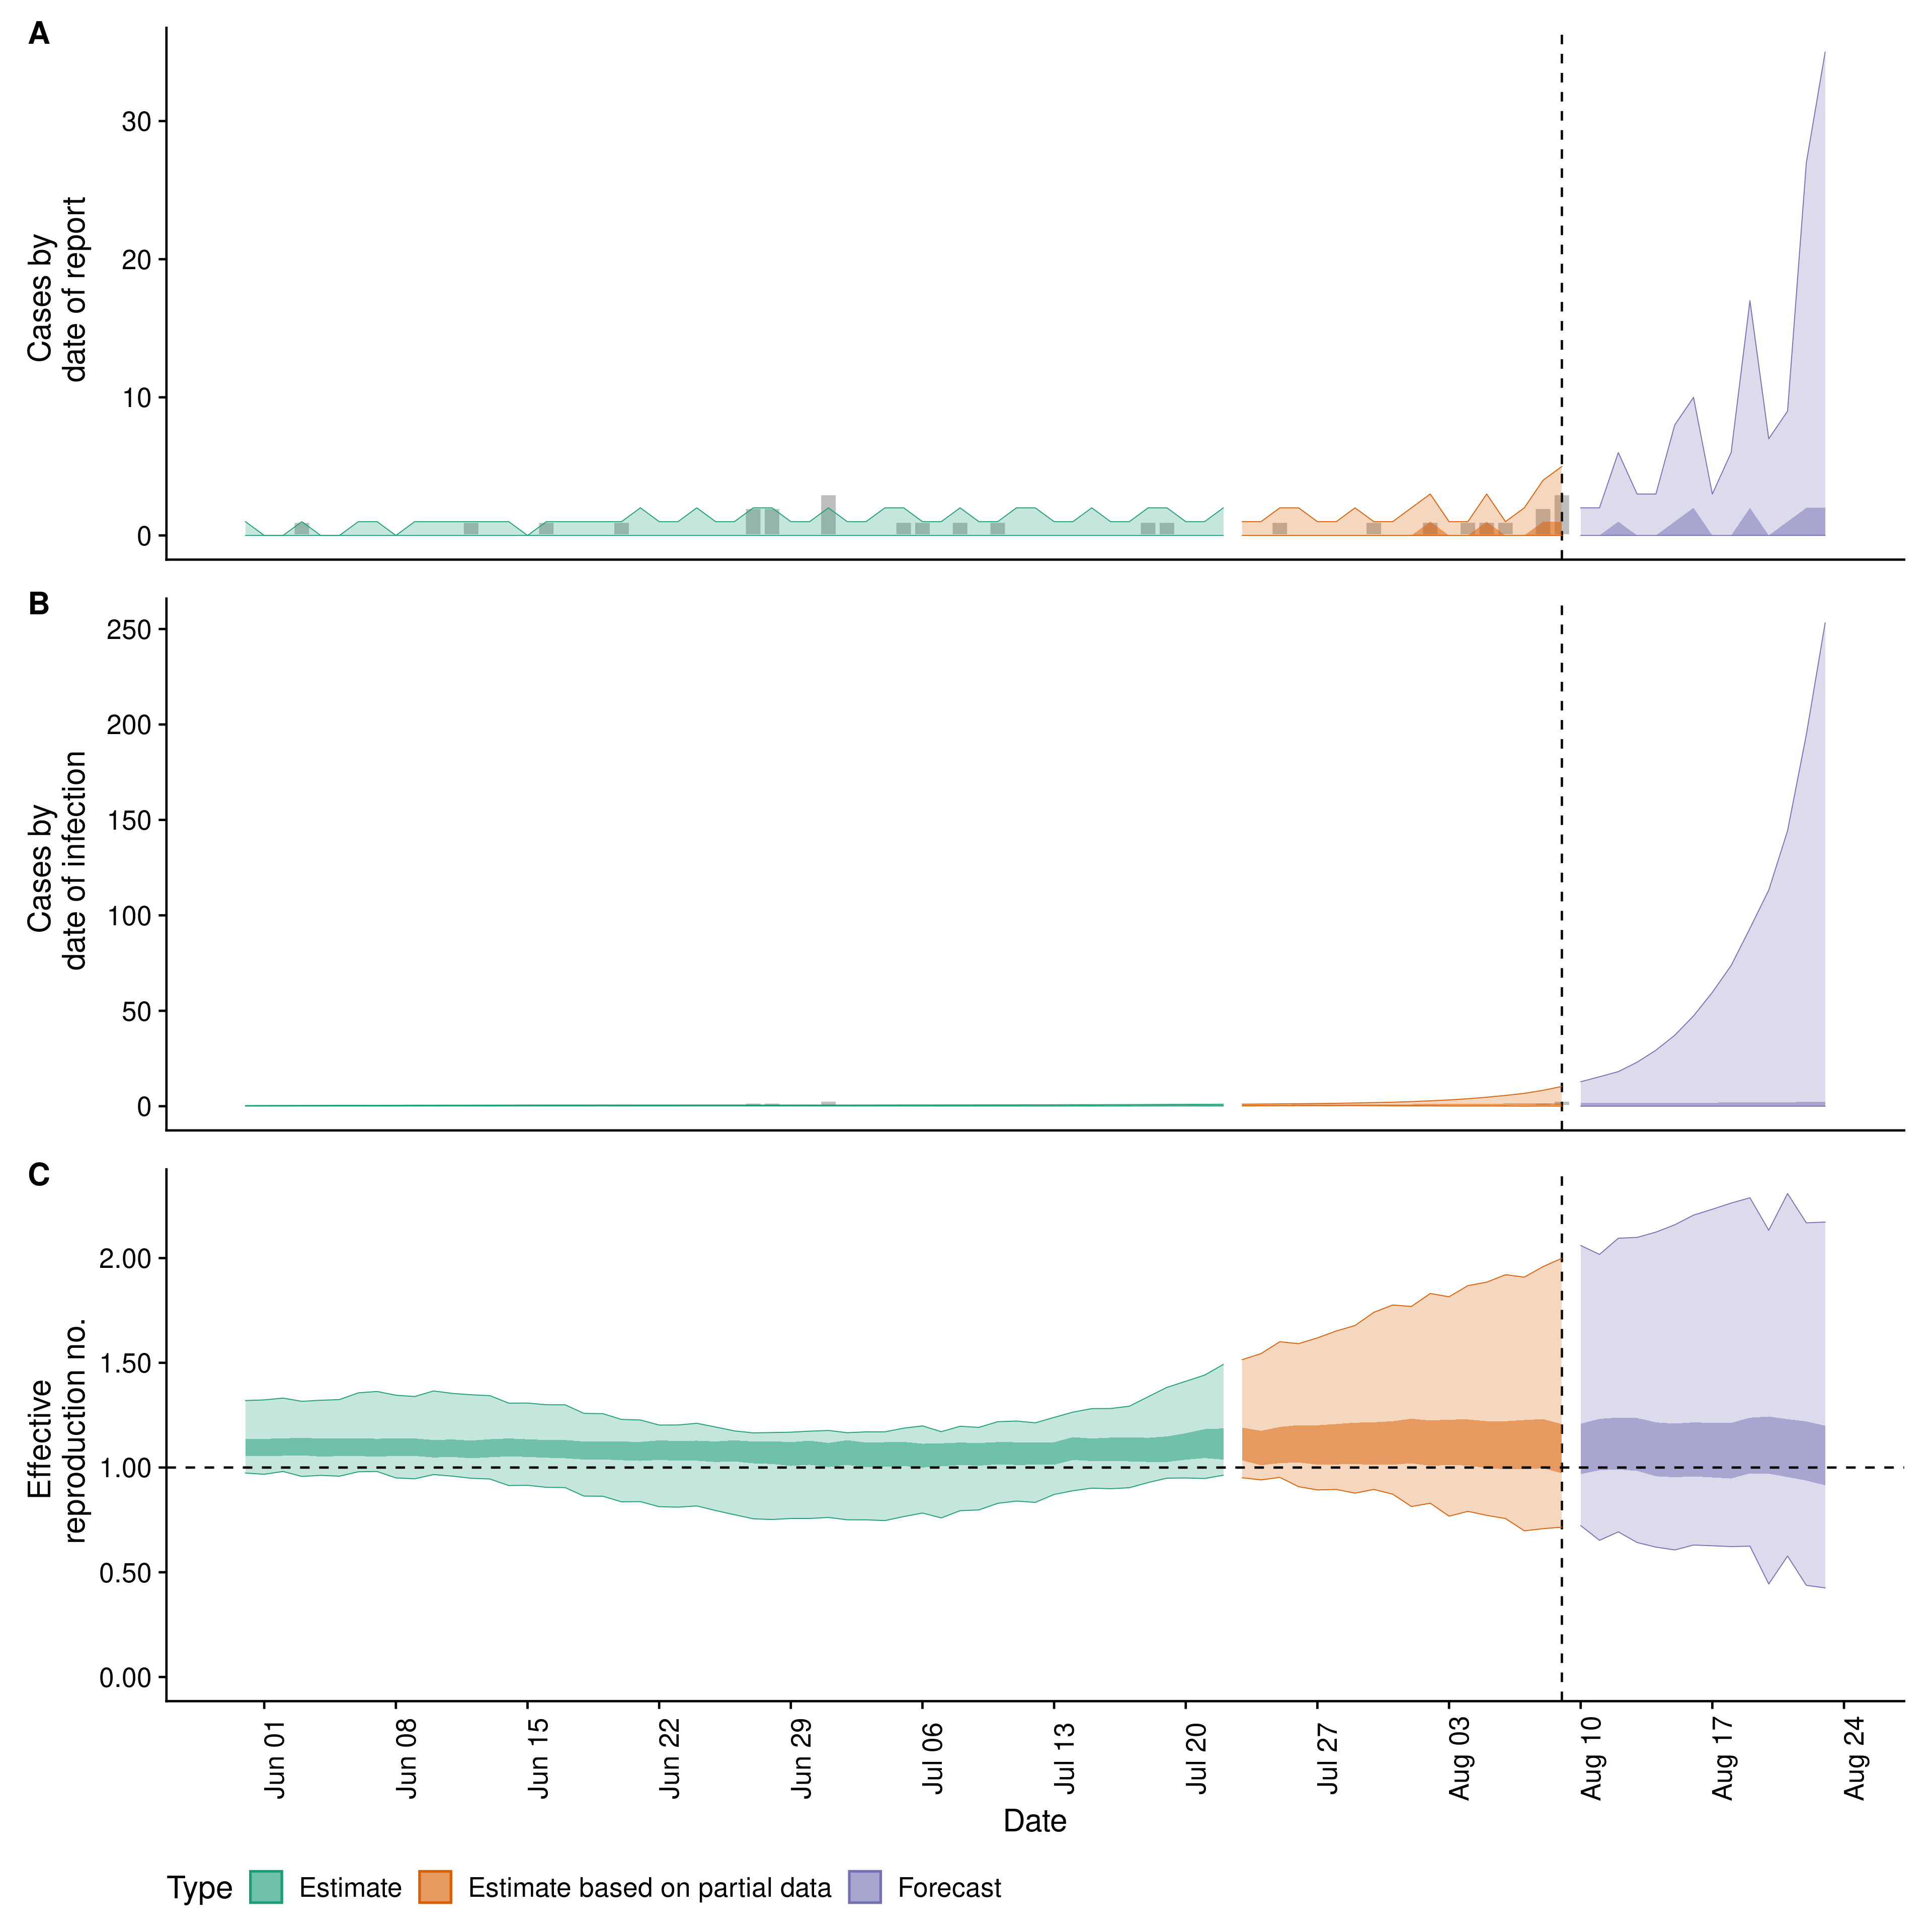 A
Cases by
date of report
30
20
10
0
B
Cases by
date of infection
250
200
150
100
50
0
C
Effective
reproduction no.
2.00
1.50
1.00
0.50
0.00
Jun 01
Jun 08
Jun 15
Jun 22
Jun 29
Jul 06
Jul 13
Jul 20
Jul 27
Aug 03
Aug 10
Aug 17
Aug 24
Date
Type Estimate Estimate based on partial data Forecast